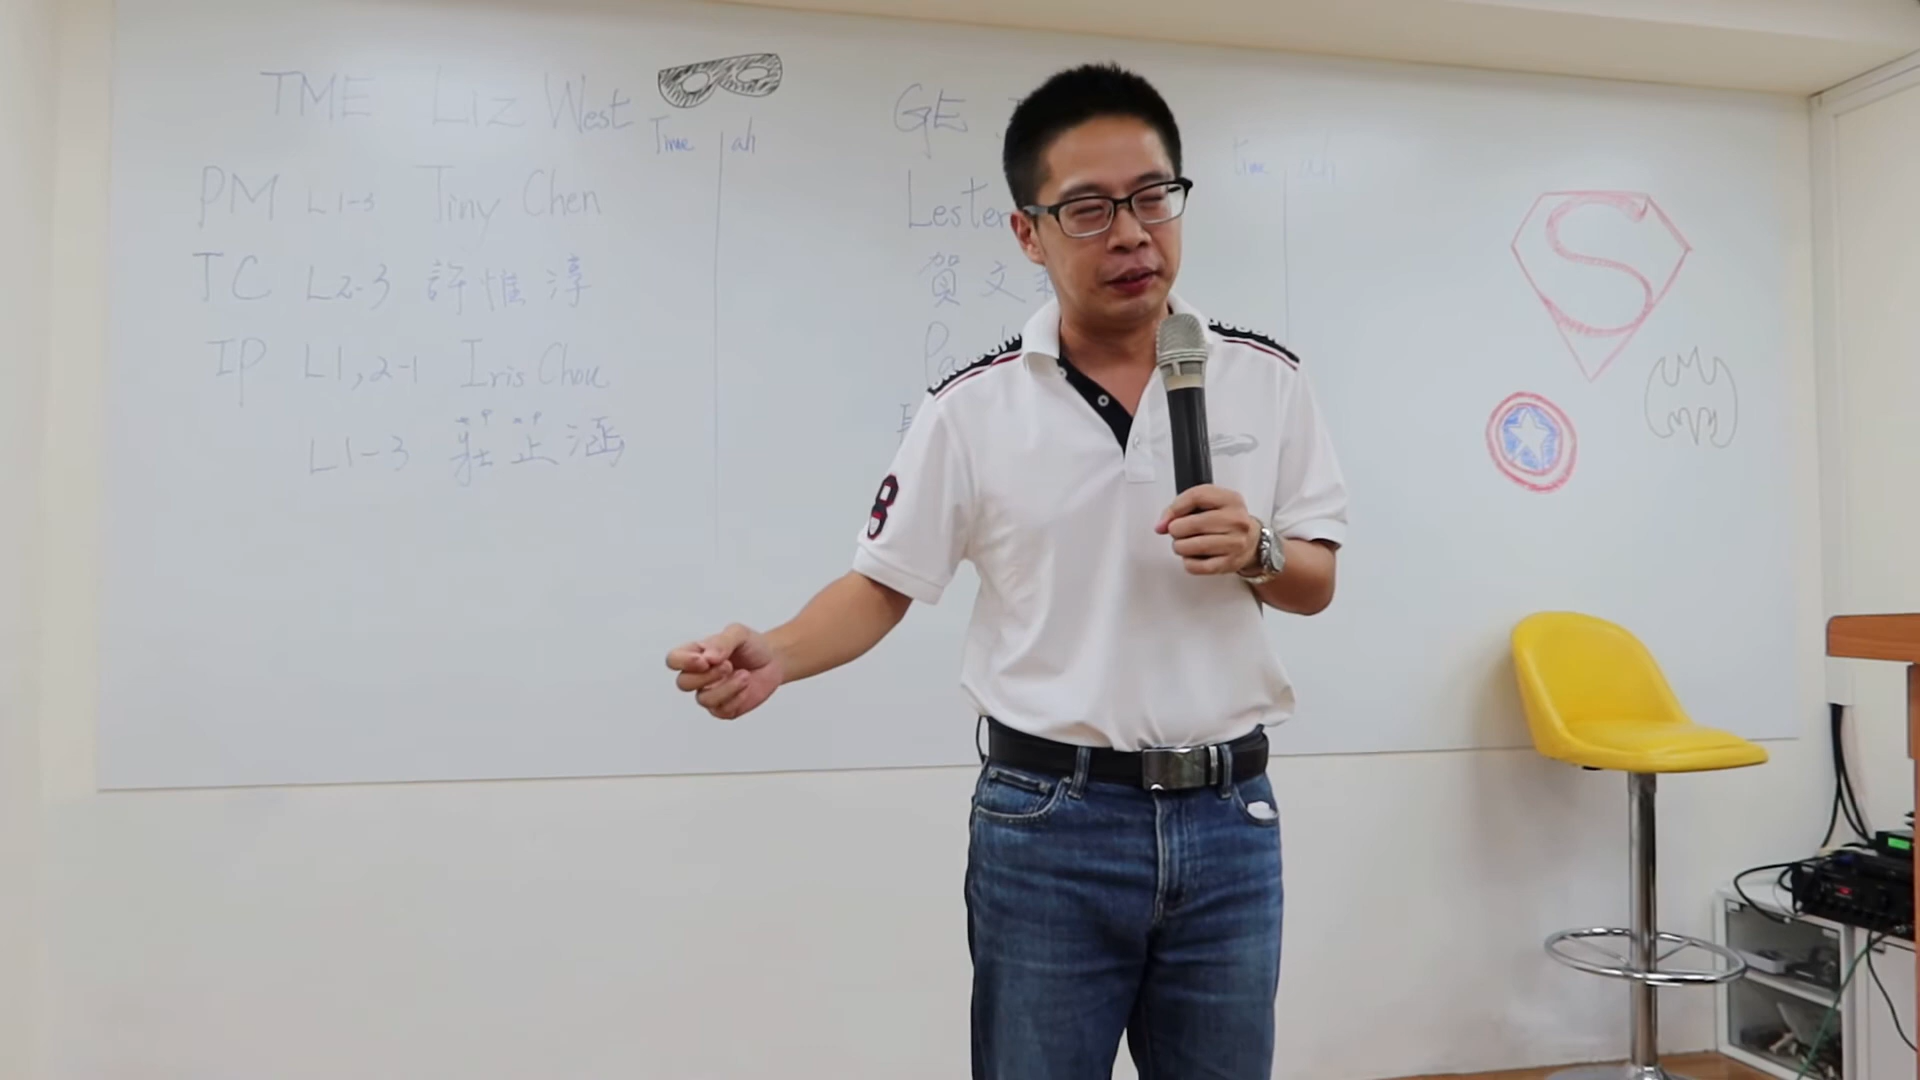 TME Liz West
Time ah
PM L1-3 Tiny Chen
TC L2-3 許惟淳
IP L1,2-1 Iris Chou
L1-3 莊芷涵
GE
time ah
Lester
賀文
S
8